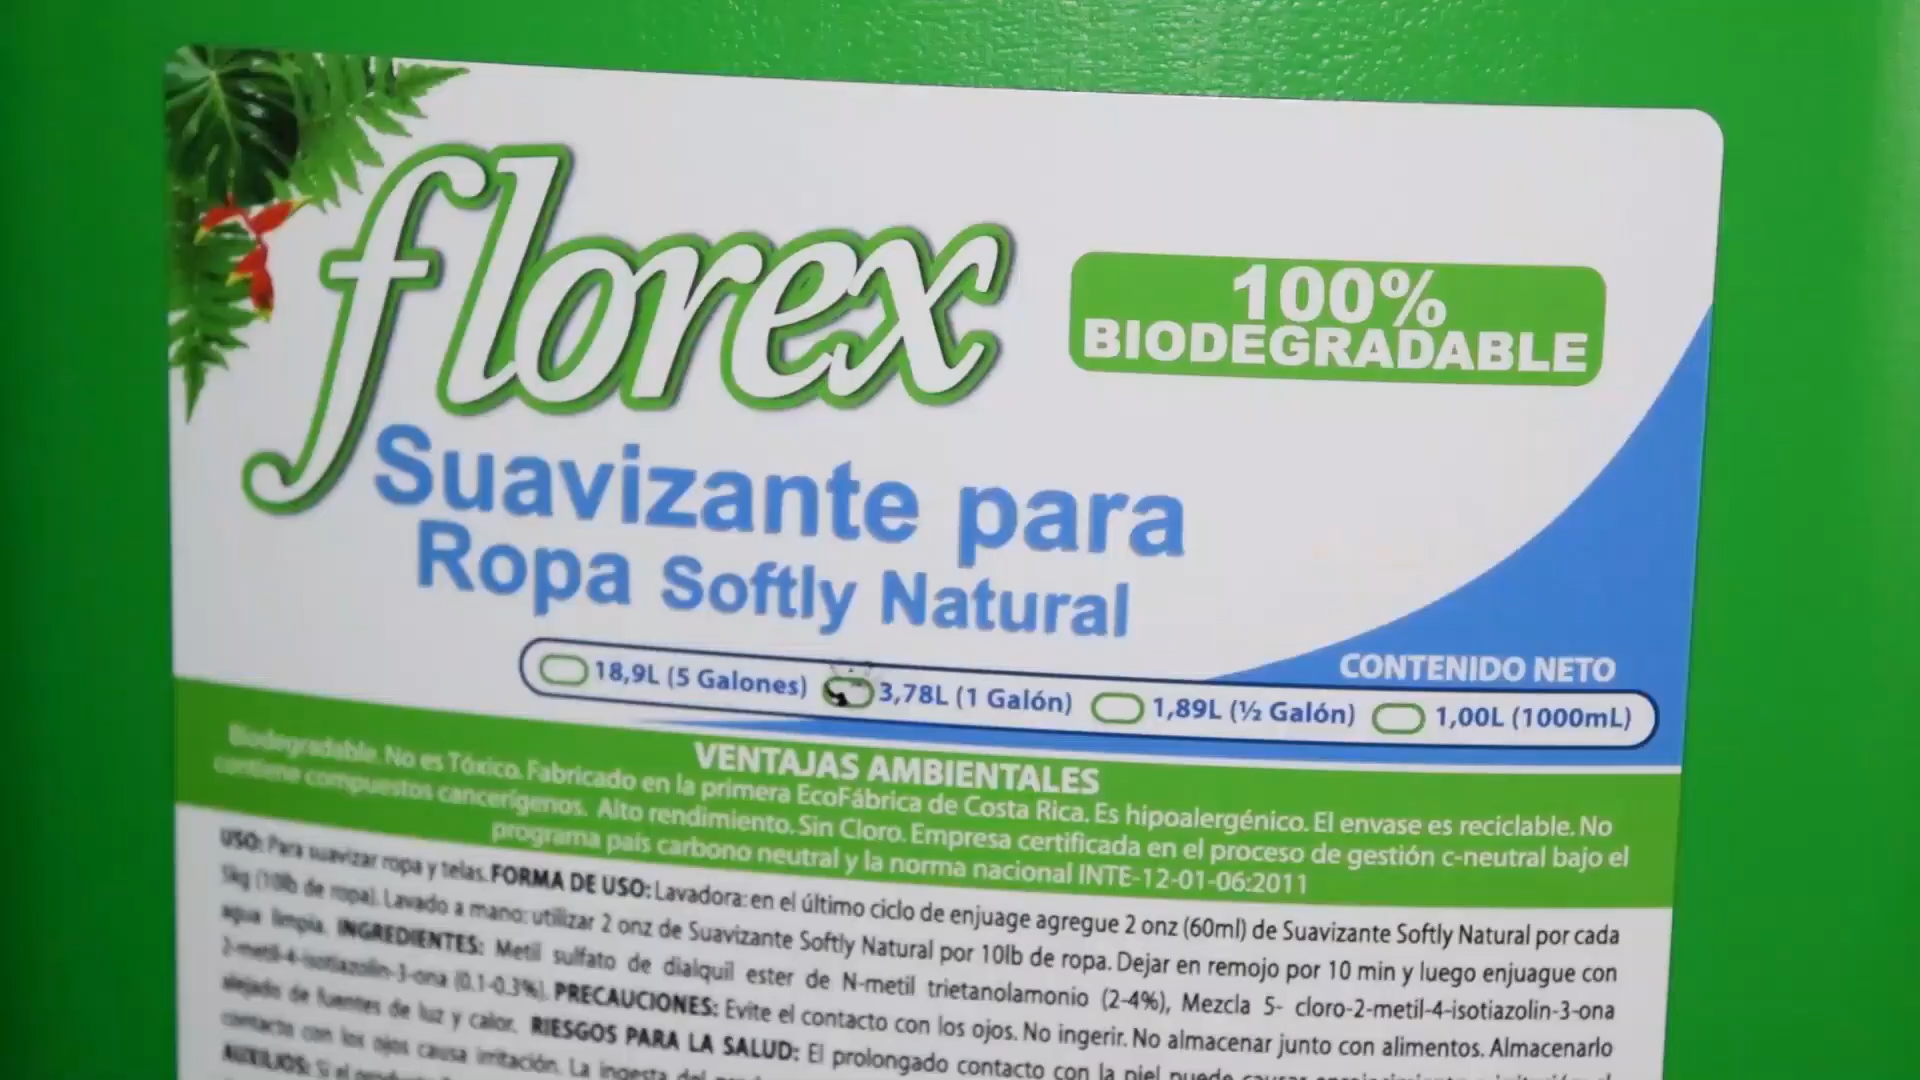 florex
100%
BIODEGRADABLE
Suavizante para
Ropa Softly Natural
CONTENIDO NETO
18,9L (5 Galones) 3,78L (1 Galón) 1,89L (½ Galón) 1,00L (1000mL)
VENTAJAS AMBIENTALES
Biodegradable. No es Tóxico. Fabricado en la primera EcoFábrica de Costa Rica. Es hipoalergénico. El envase es reciclable. No
contiene compuestos cancerígenos. Alto rendimiento. Sin Cloro. Empresa certificada en el proceso de gestión c-neutral bajo el
programa país carbono neutral y la norma nacional INTE-12-01-06:2011
USO: Para suavizar ropa y telas. FORMA DE USO: Lavadora: en el último ciclo de enjuague agregue 2 onz (60ml) de Suavizante Softly Natural por cada
5kg (10lb de ropa). Lavado a mano: utilizar 2 onz de Suavizante Softly Natural por 10lb de ropa. Dejar en remojo por 10 min y luego enjuague con
agua limpia. INGREDIENTES: Metil sulfato de dialquil ester de N-metil trietanolamonio (2-4%), Mezcla 5- cloro-2-metil-4-isotiazolin-3-ona
2-metil-4-isotiazolin-3-ona (0.1-0.3%). PRECAUCIONES: Evite el contacto con los ojos. No ingerir. No almacenar junto con alimentos. Almacenarlo
alejado de fuentes de luz y calor. RIESGOS PARA LA SALUD: El prolongado contacto con la piel puede causar
contacto con los ojos causa irritación. La ingesta del
AUXILIOS: Si el